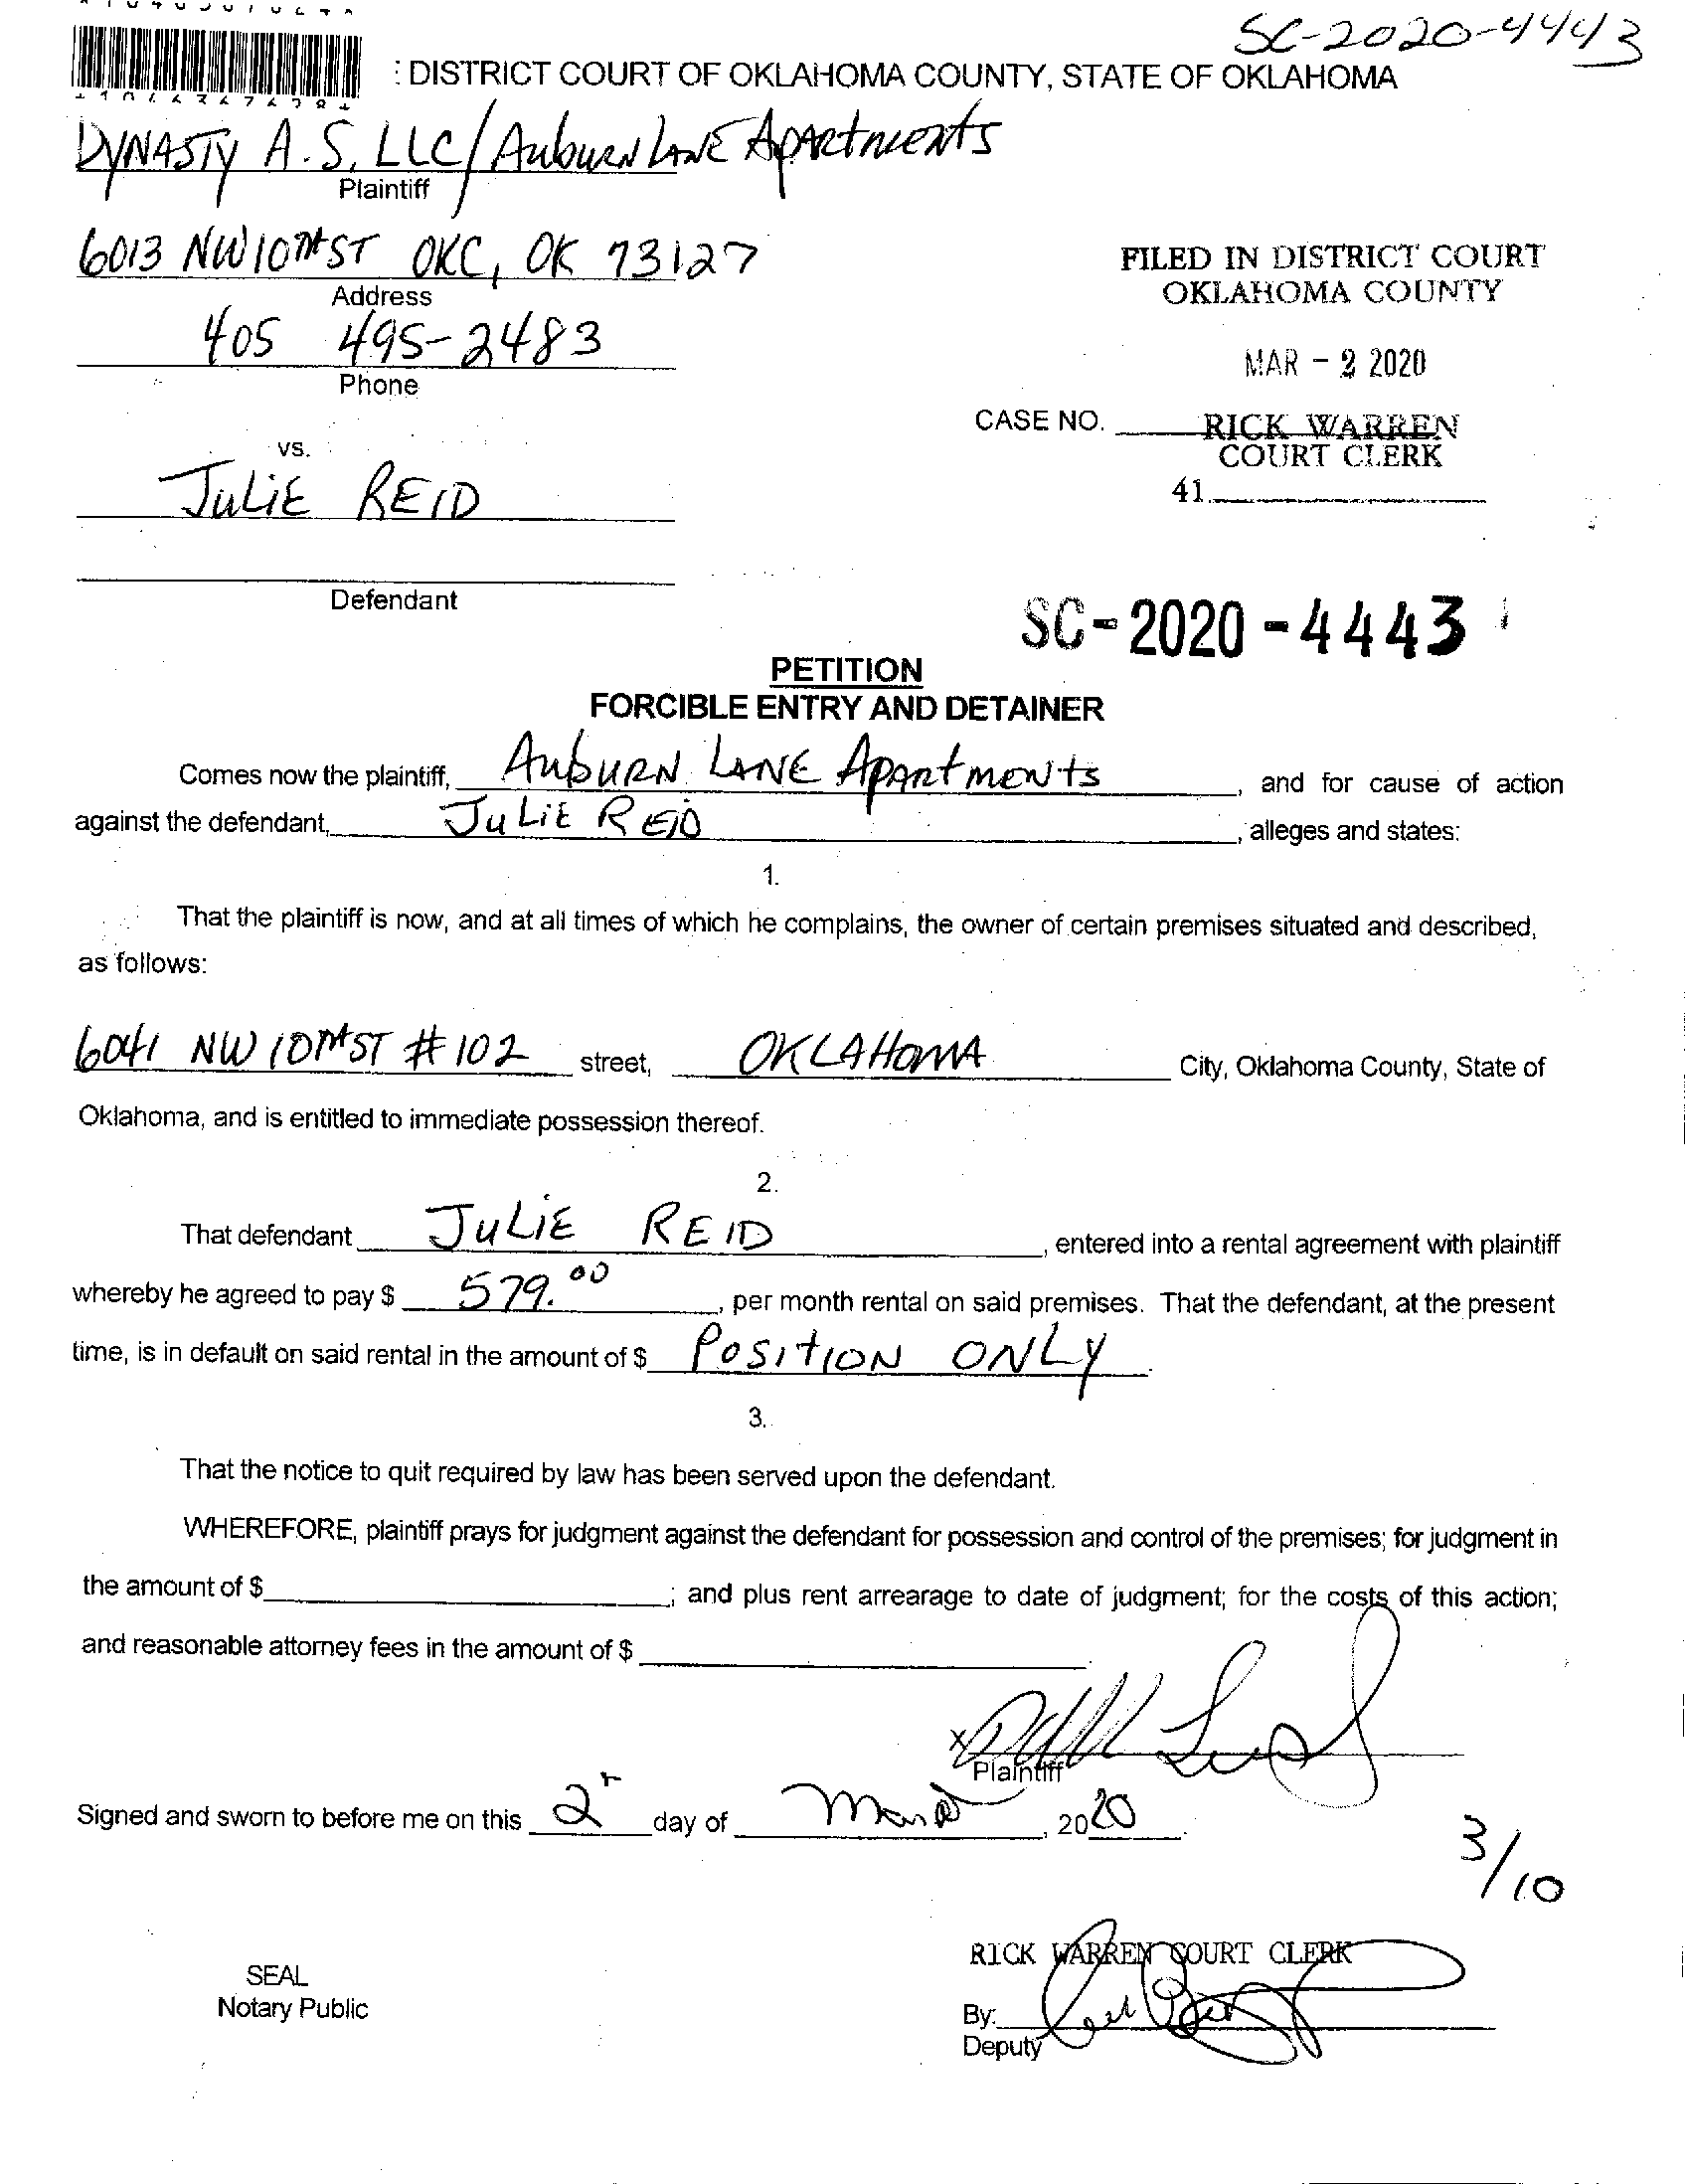 SC-2020-4443
: DISTRICT COURT OF OKLAHOMA COUNTY, STATE OF OKLAHOMA
DYNASTY A.S, LLC/Auburn Lane Apartments
Plaintiff
6013 NW 10th ST OKC, OK 73127
Address
405 495-2483
Phone
FILED IN DISTRICT COURT
OKLAHOMA COUNTY
MAR - 2 2020
CASE NO.
RICK WARREN
COURT CLERK
41
vs.
JULIE REID
Defendant
SC-2020-4443
PETITION
FORCIBLE ENTRY AND DETAINER
Comes now the plaintiff, Auburn Lane Apartments, and for cause of action
against the defendant, Julie Reid, alleges and states:
1.
That the plaintiff is now, and at all times of which he complains, the owner of certain premises situated and described,
as follows:
6041 NW 10th ST # 102 street, OKLAHOMA City, Oklahoma County, State of
Oklahoma, and is entitled to immediate possession thereof.
2.
That defendant JULIE REID, entered into a rental agreement with plaintiff
whereby he agreed to pay $ 579.00, per month rental on said premises. That the defendant, at the present
time, is in default on said rental in the amount of $ POSITION ONLY.
3.
That the notice to quit required by law has been served upon the defendant.
WHEREFORE, plaintiff prays for judgment against the defendant for possession and control of the premises; for judgment in
the amount of $ ; and plus rent arrearage to date of judgment; for the costs of this action;
and reasonable attorney fees in the amount of $
X
Plaintiff
Signed and sworn to before me on this 2 day of March, 2020
3/10
RICK WARREN COURT CLERK
SEAL
Notary Public
By:
Deputy